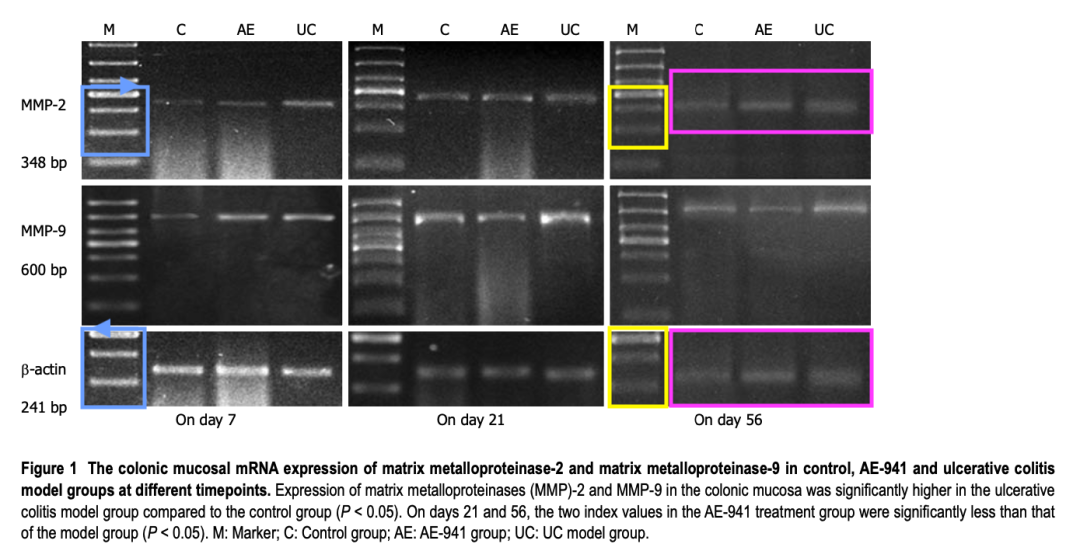 M C AE UC M C AE UC M C AE UC
MMP-2
348 bp
MMP-9
600 bp
β-actin
241 bp
On day 7 On day 21 On day 56
Figure 1 The colonic mucosal mRNA expression of matrix metalloproteinase-2 and matrix metalloproteinase-9 in control, AE-941 and ulcerative colitis
model groups at different timepoints. Expression of matrix metalloproteinases (MMP)-2 and MMP-9 in the colonic mucosa was significantly higher in the ulcerative
colitis model group compared to the control group (P < 0.05). On days 21 and 56, the two index values in the AE-941 treatment group were significantly less than that
of the model group (P < 0.05). M: Marker; C: Control group; AE: AE-941 group; UC: UC model group.